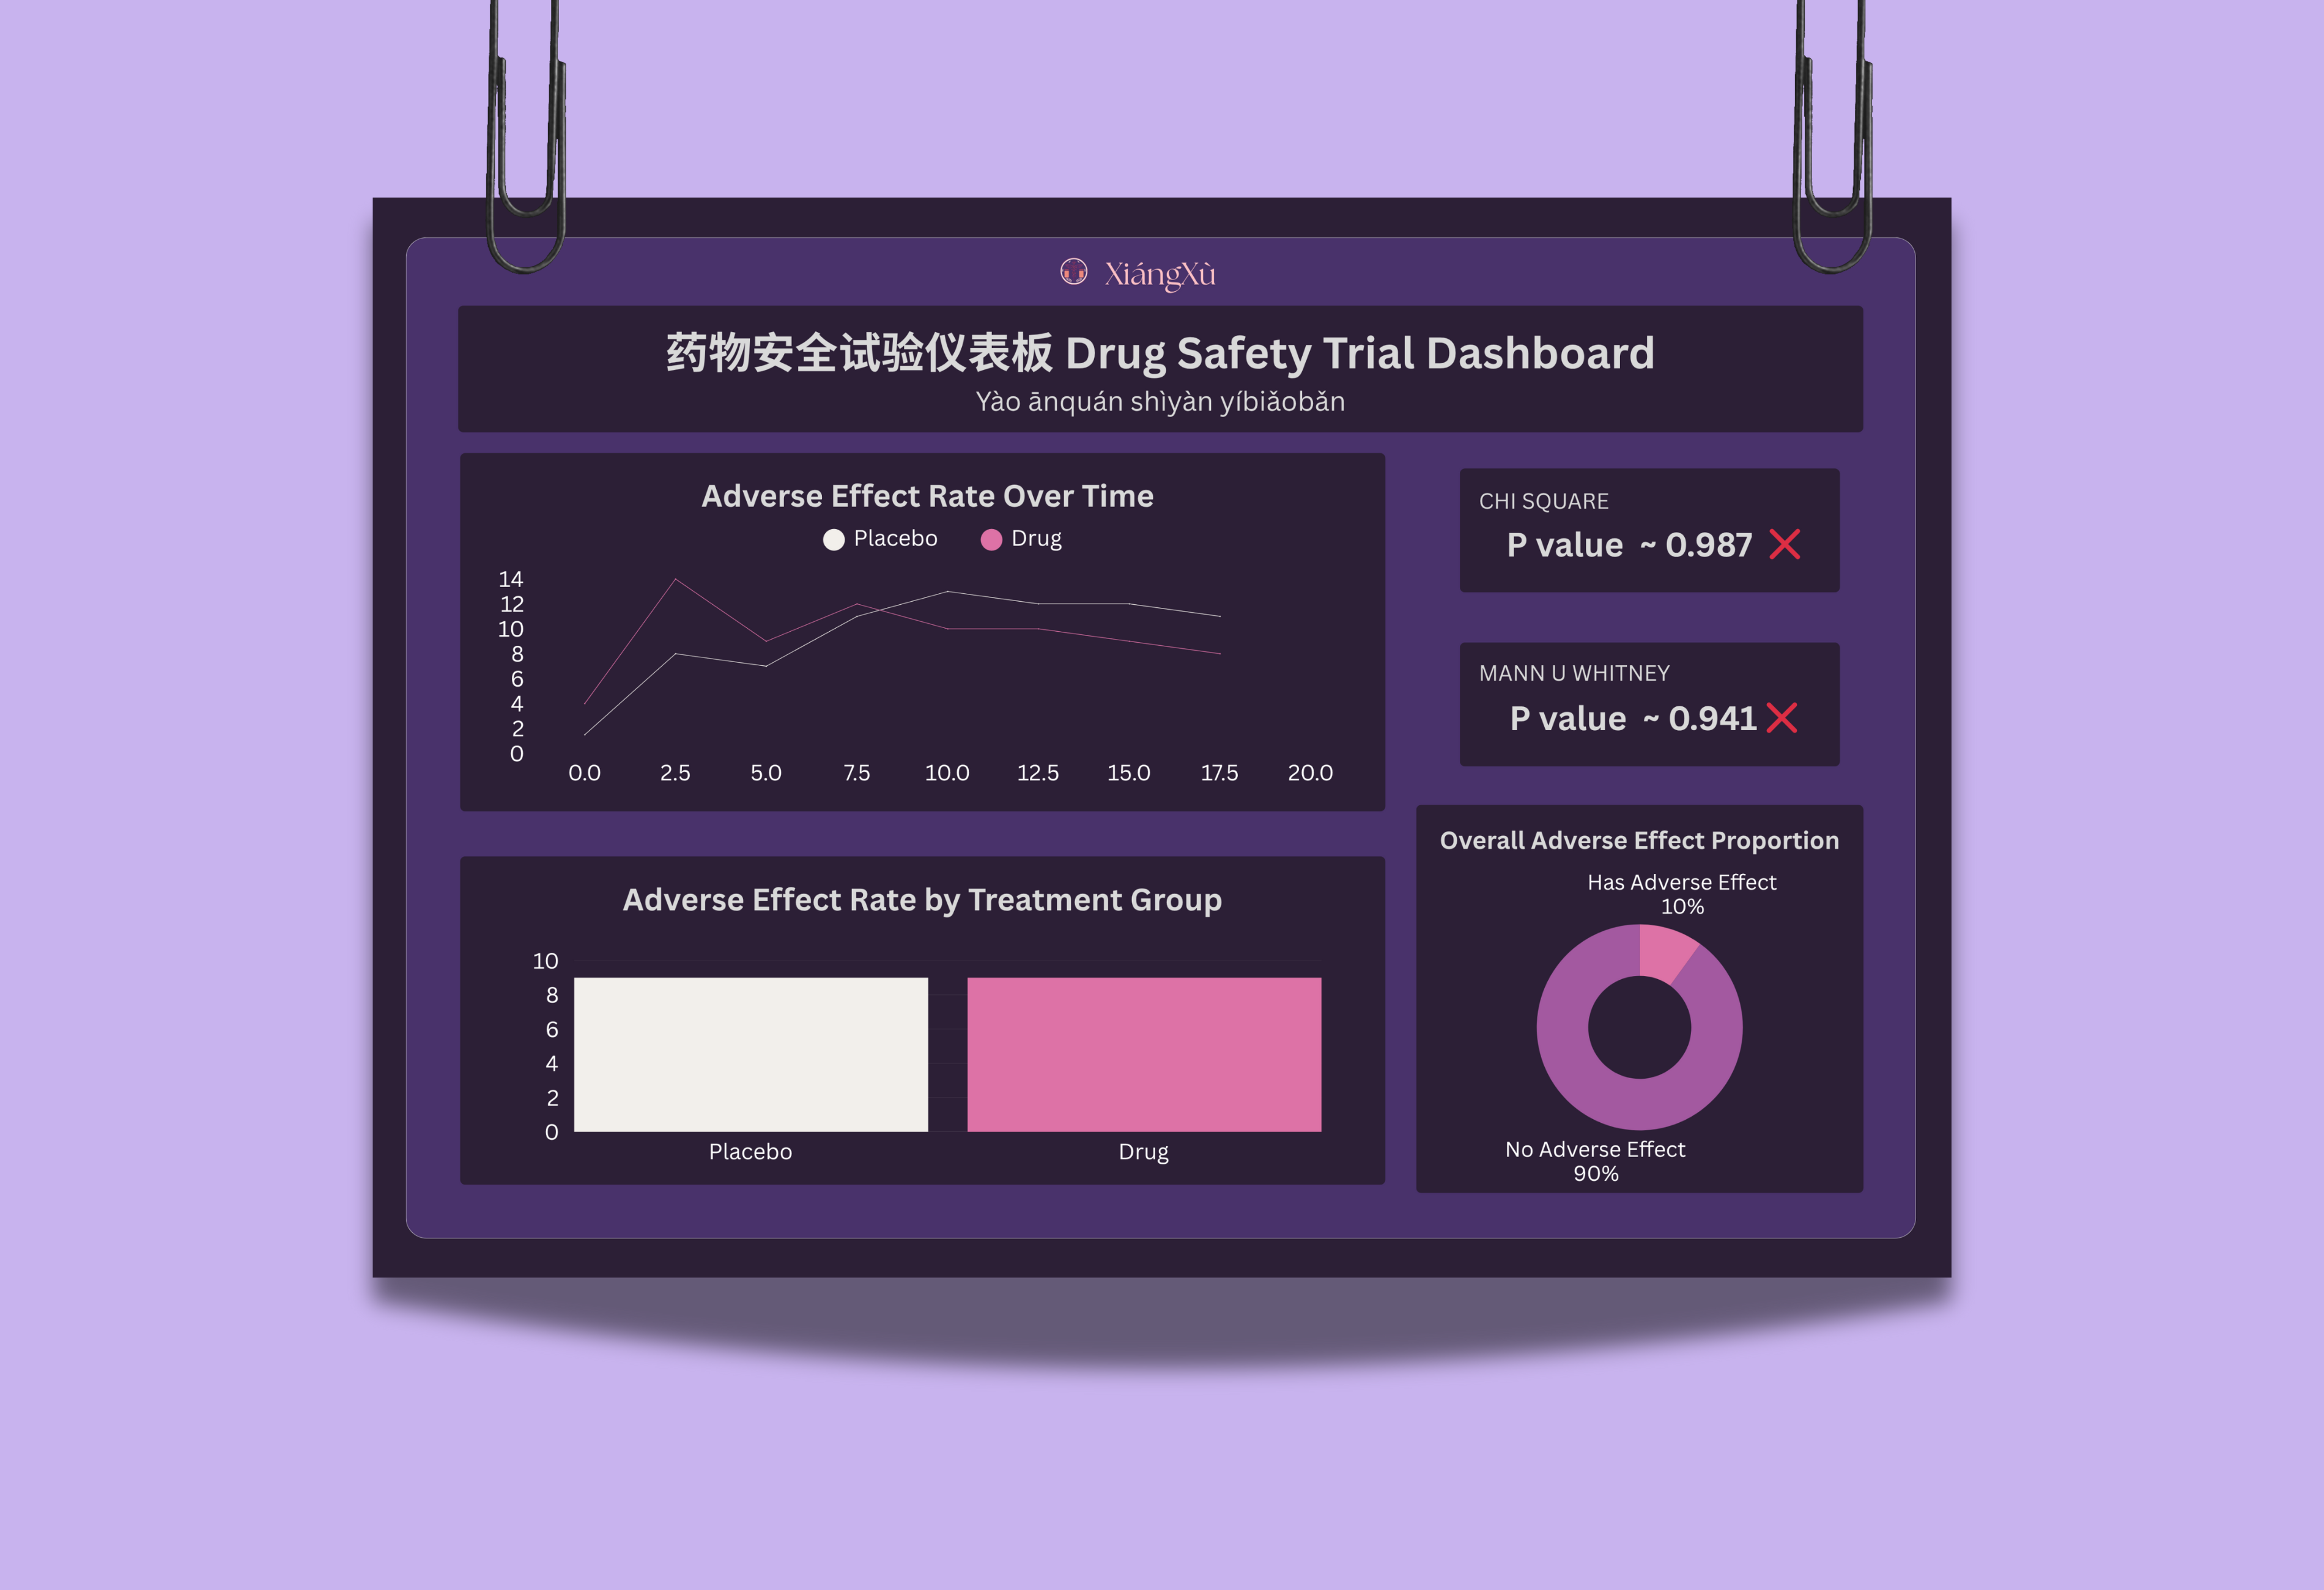 XiángXù
药物安全试验仪表板 Drug Safety Trial Dashboard
Yào ānquán shìyàn yíbiǎobǎn
Adverse Effect Rate Over Time
Placebo Drug
14
12
10
8
6
4
2
0
0.0 2.5 5.0 7.5 10.0 12.5 15.0 17.5 20.0
CHI SQUARE
P value ~ 0.987
MANN U WHITNEY
P value ~ 0.941
Adverse Effect Rate by Treatment Group
10
8
6
4
2
0
Placebo Drug
Overall Adverse Effect Proportion
Has Adverse Effect
10%
No Adverse Effect
90%